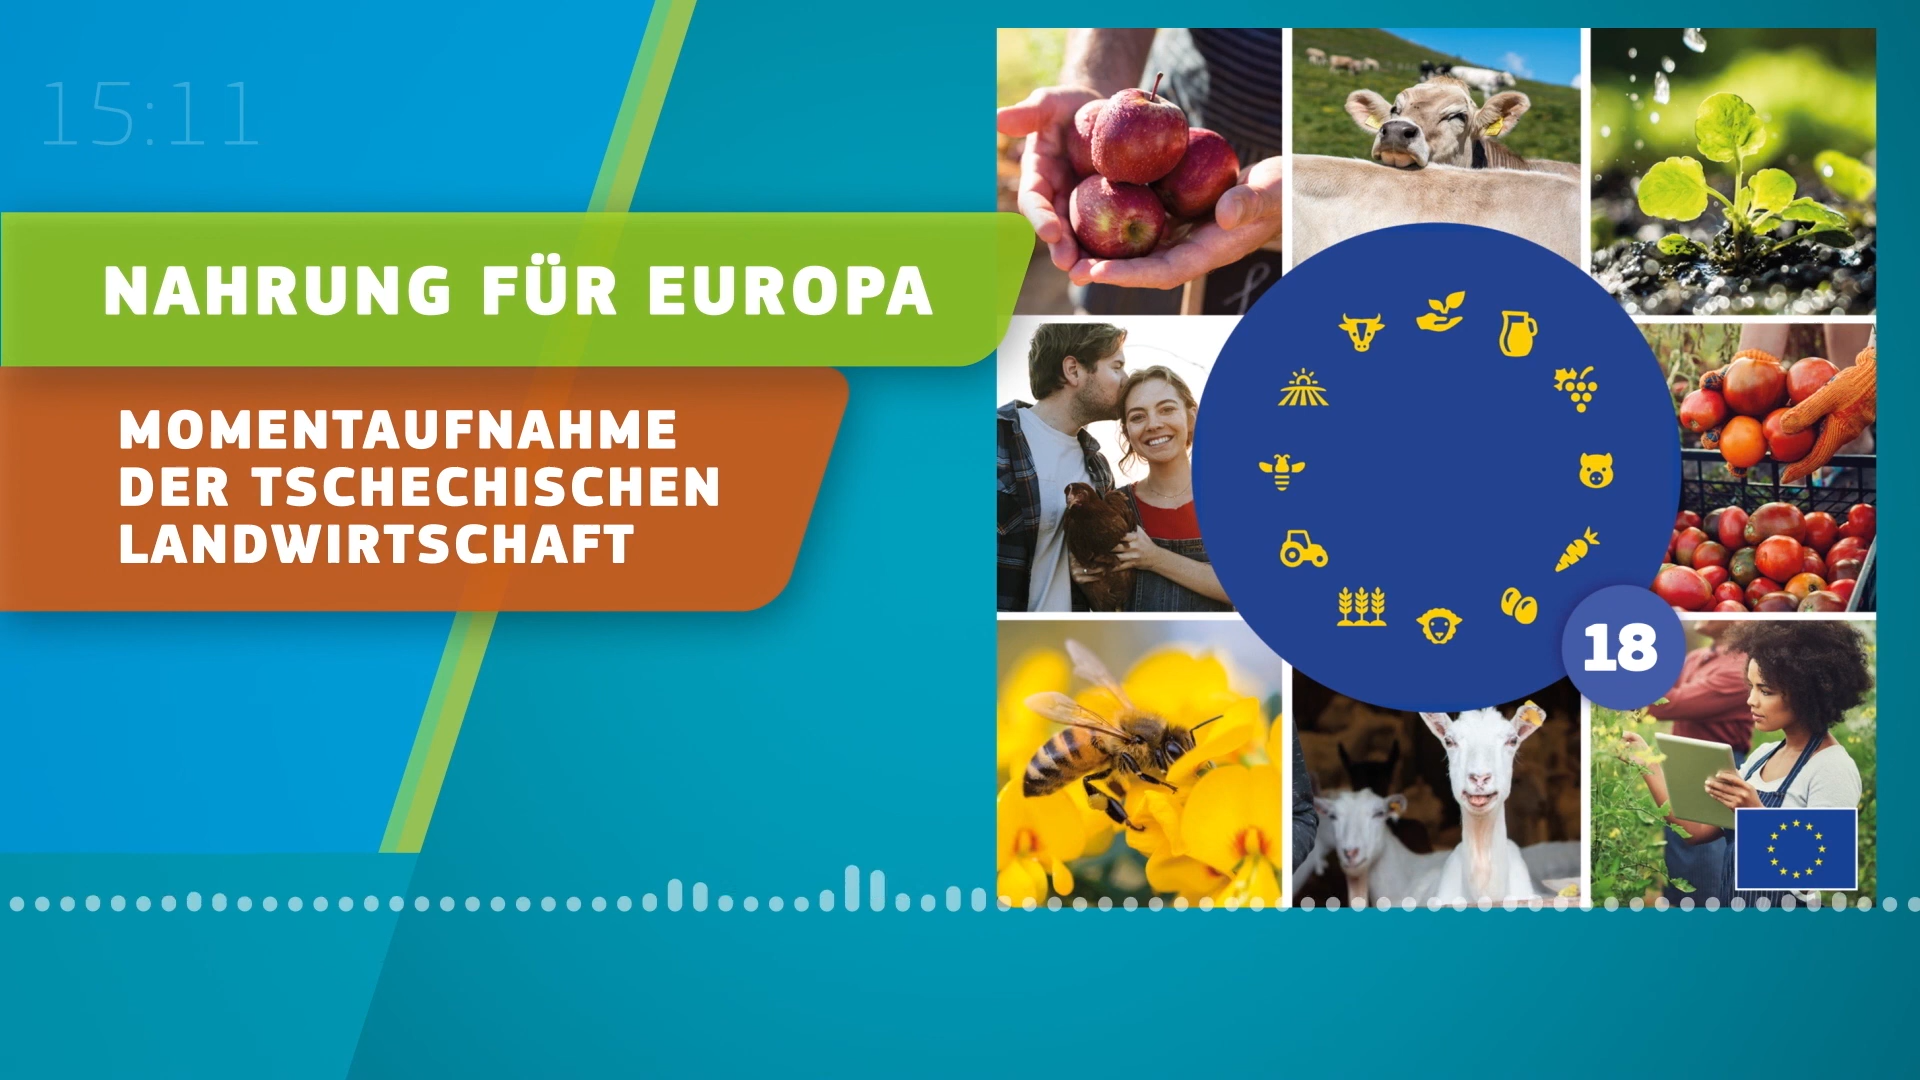 15:11
NAHRUNG FÜR EUROPA
MOMENTAUFNAHME
DER TSCHECHISCHEN
LANDWIRTSCHAFT
18